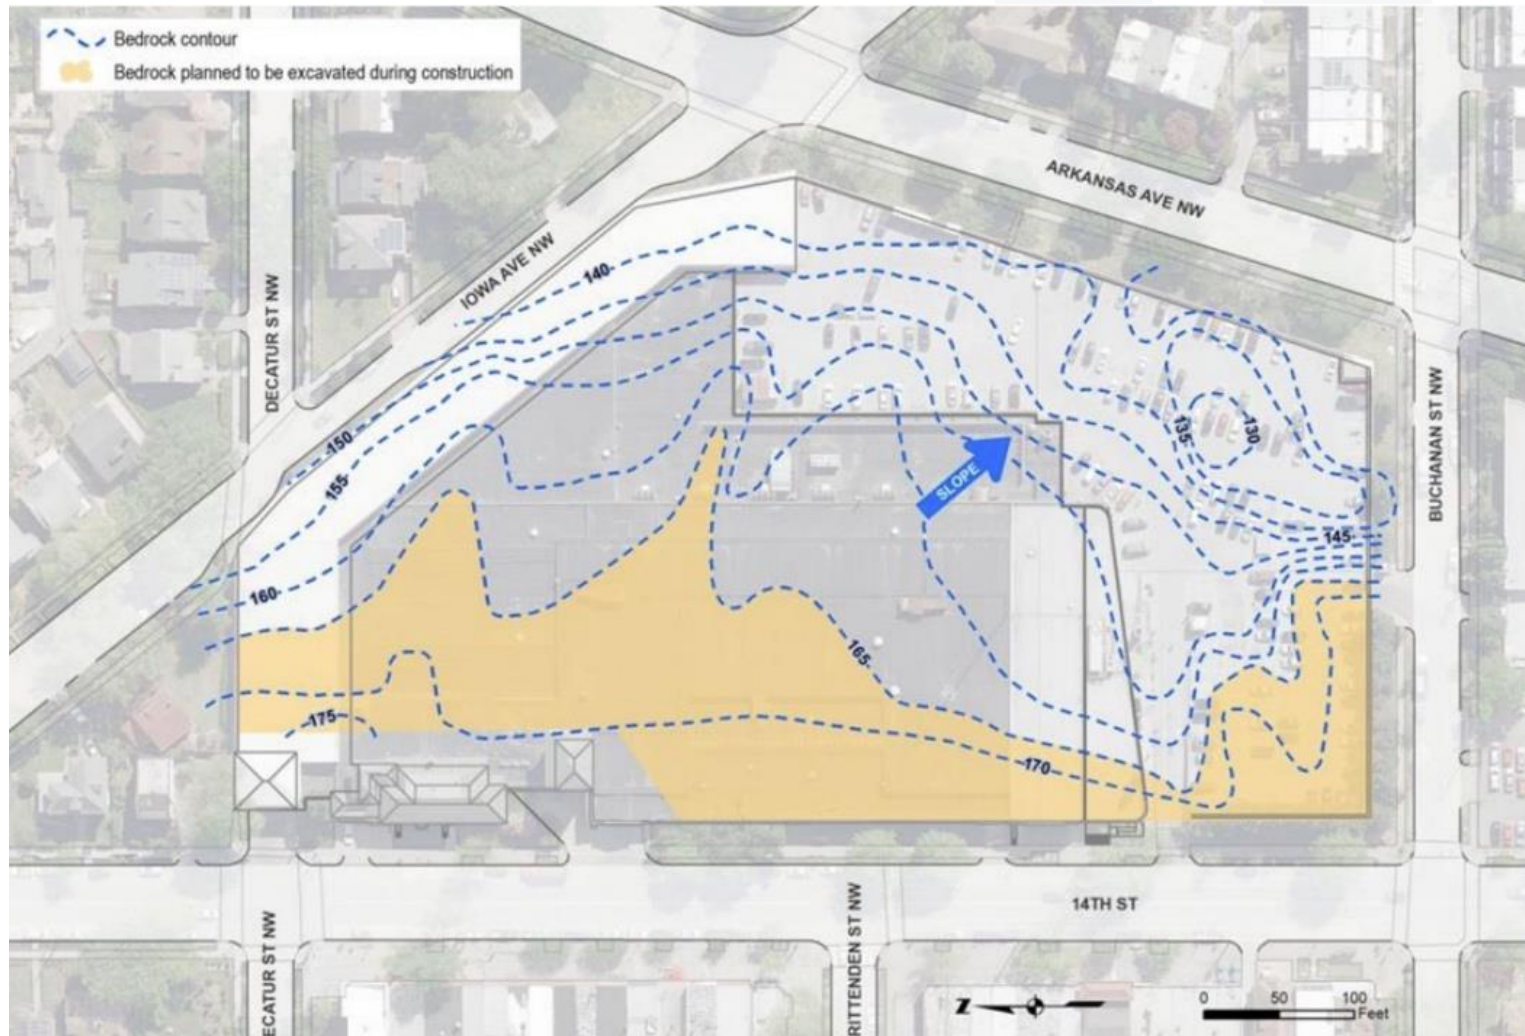 Bedrock contour
Bedrock planned to be excavated during construction
ARKANSAS AVE NW
IOWA AVE NW
DECATUR ST NW
BUCHANAN ST NW
140
150
155
160
135
130
SLOPE
145
165
175
170
14TH ST
ECATUR ST NW
RITTENDEN ST NW
Z
0 50 100
Feet